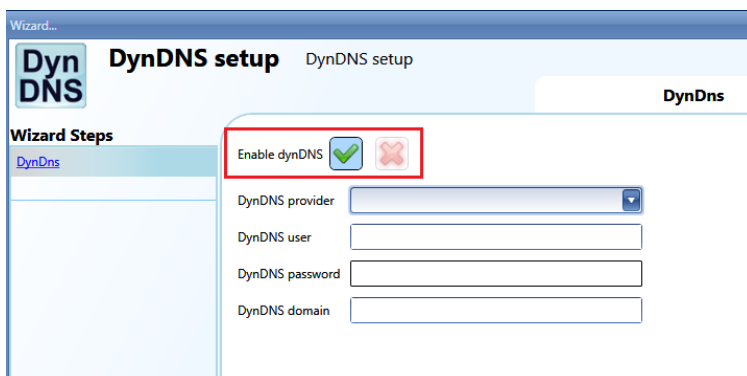 Wizard...
Dyn
DNS
DynDNS setup
DynDNS setup
DynDns
Wizard Steps
DynDns
Enable dynDNS
DynDNS provider
DynDNS user
DynDNS password
DynDNS domain